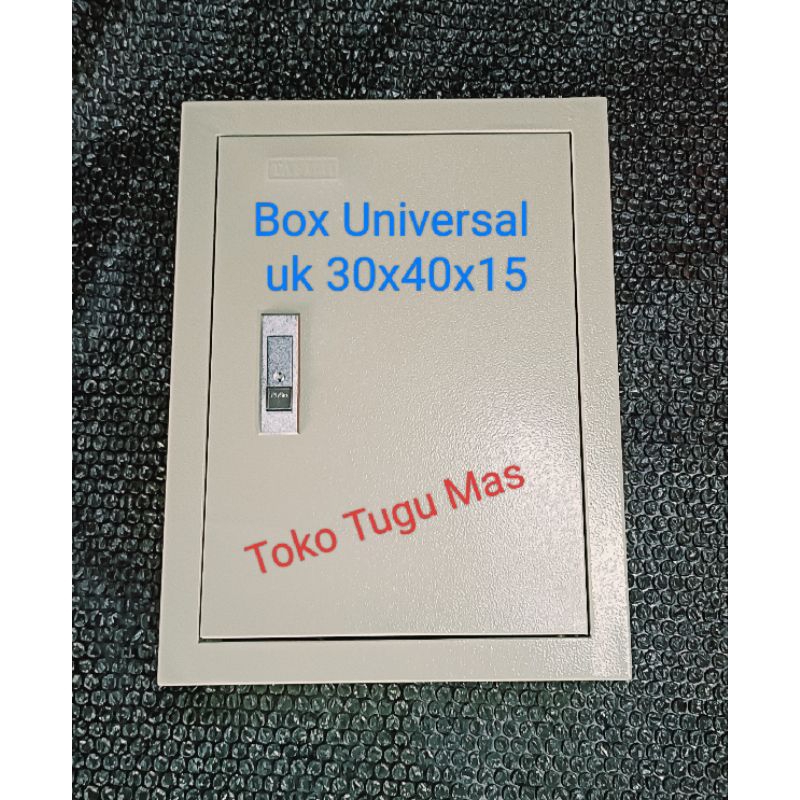 Box Universal
uk 30x40x15
Toko Tugu Mas